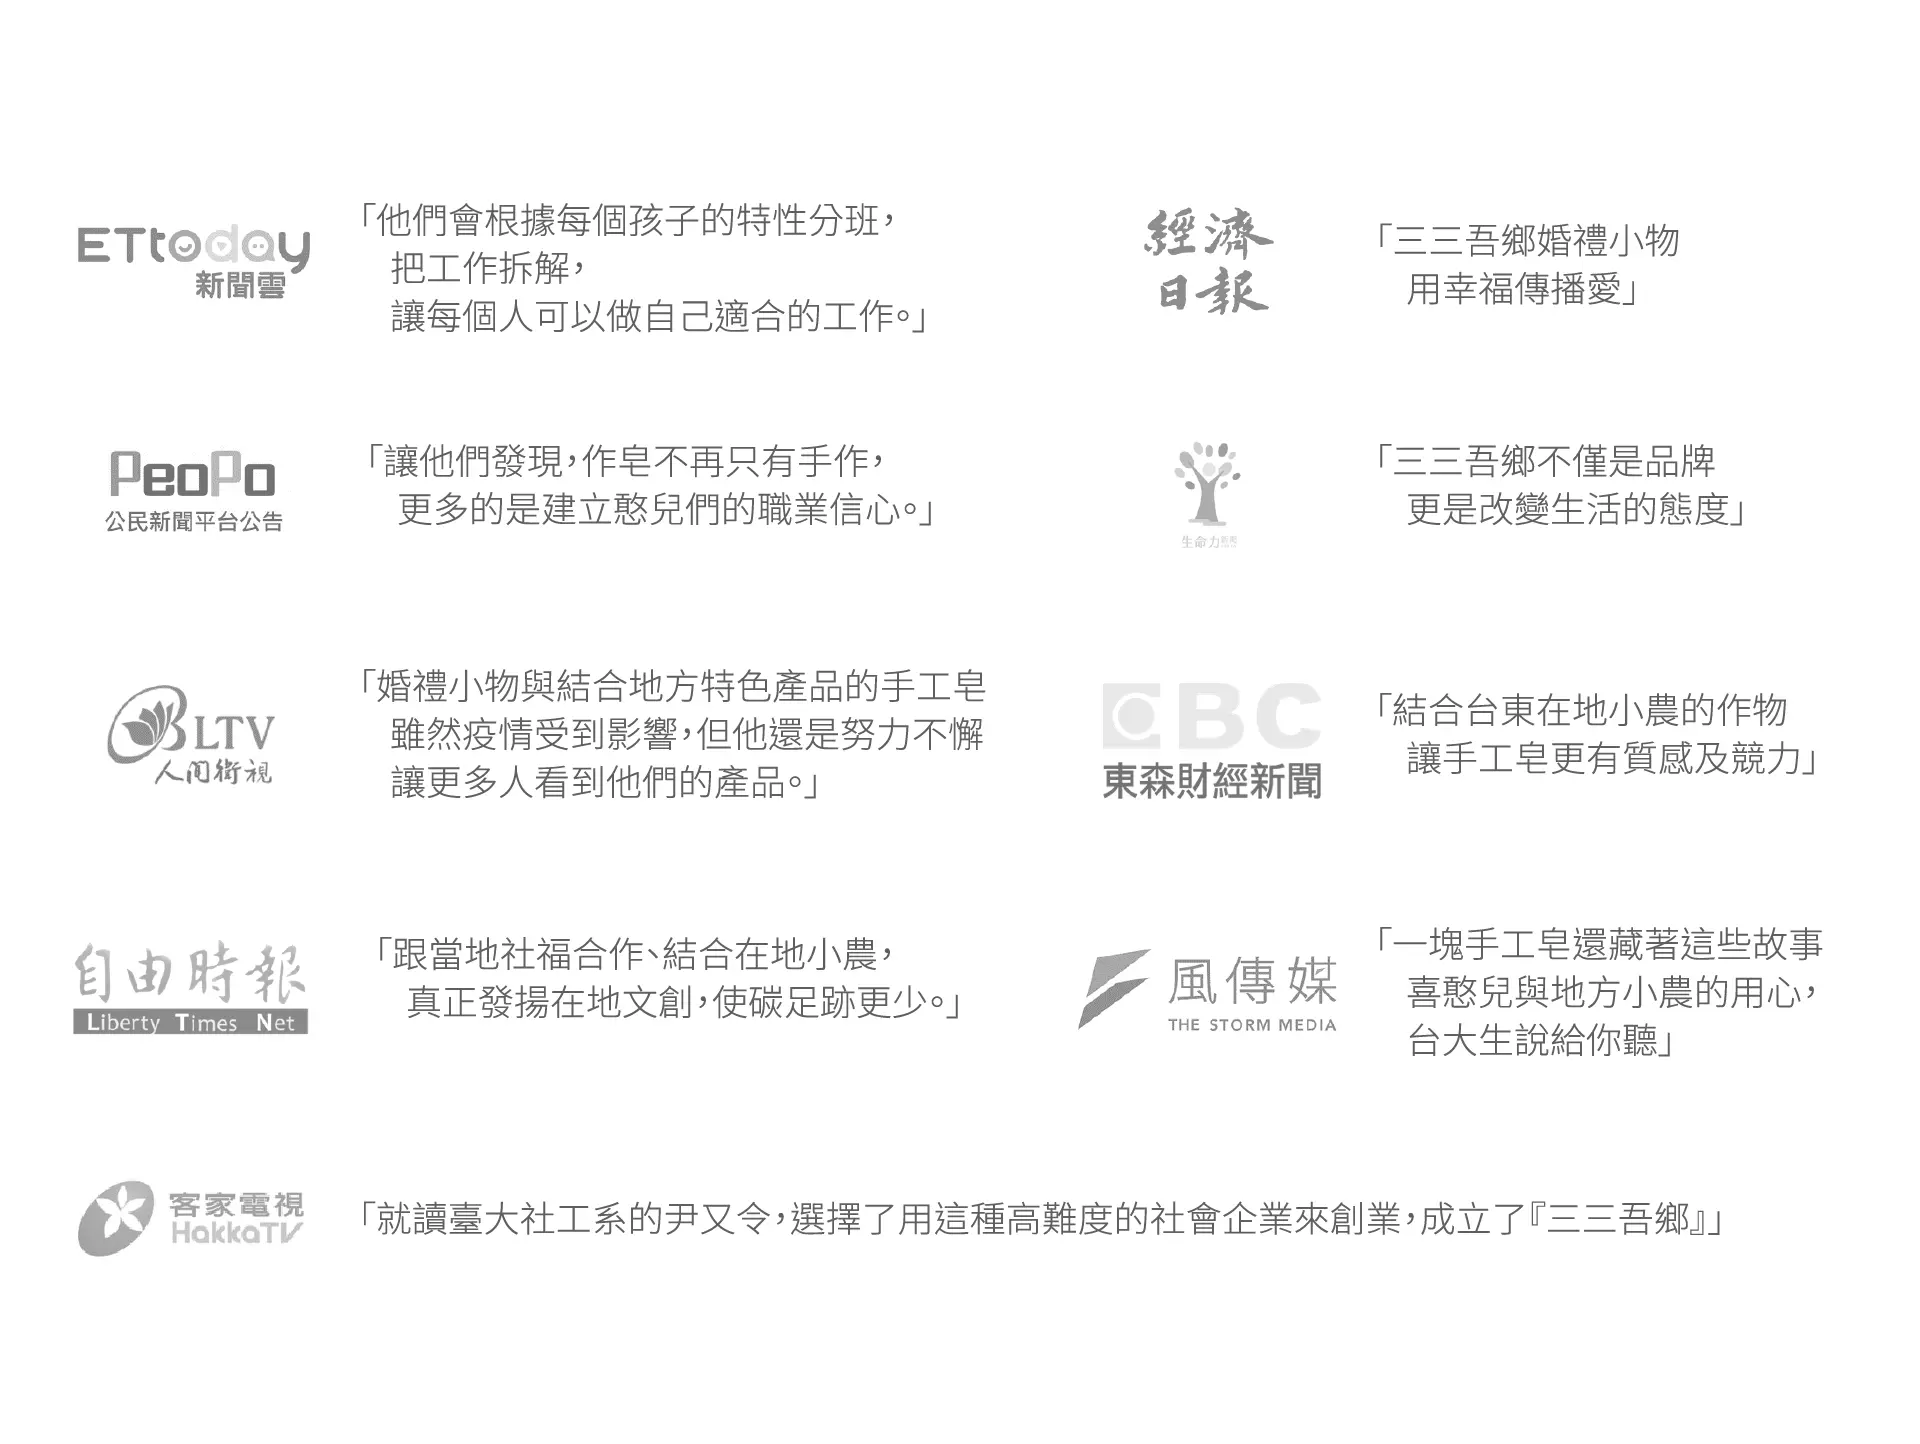 ETtoday
新聞雲
「他們會根據每個孩子的特性分班，
把工作拆解，
讓每個人可以做自己適合的工作。」
經濟
日報
「三三吾鄉婚禮小物
用幸福傳播愛」
PeoPo
公民新聞平台公告
「讓他們發現，作皂不再只有手作，
更多的是建立憨兒們的職業信心。」
生命力
「三三吾鄉不僅是品牌
更是改變生活的態度」
BLTV
人间衛視
「婚禮小物與結合地方特色產品的手工皂
雖然疫情受到影響，但他還是努力不懈
讓更多人看到他們的產品。」
EBC
東森財經新聞
「結合台東在地小農的作物
讓手工皂更有質感及競力」
自由時報
Liberty Times Net
「跟當地社福合作、結合在地小農，
真正發揚在地文創，使碳足跡更少。」
風傳媒
THE STORM MEDIA
「一塊手工皂還藏著這些故事
喜憨兒與地方小農的用心，
台大生說給你聽」
客家電視
HakkaTV
「就讀臺大社工系的尹又令，選擇了用這種高難度的社會企業來創業，成立了『三三吾鄉』」